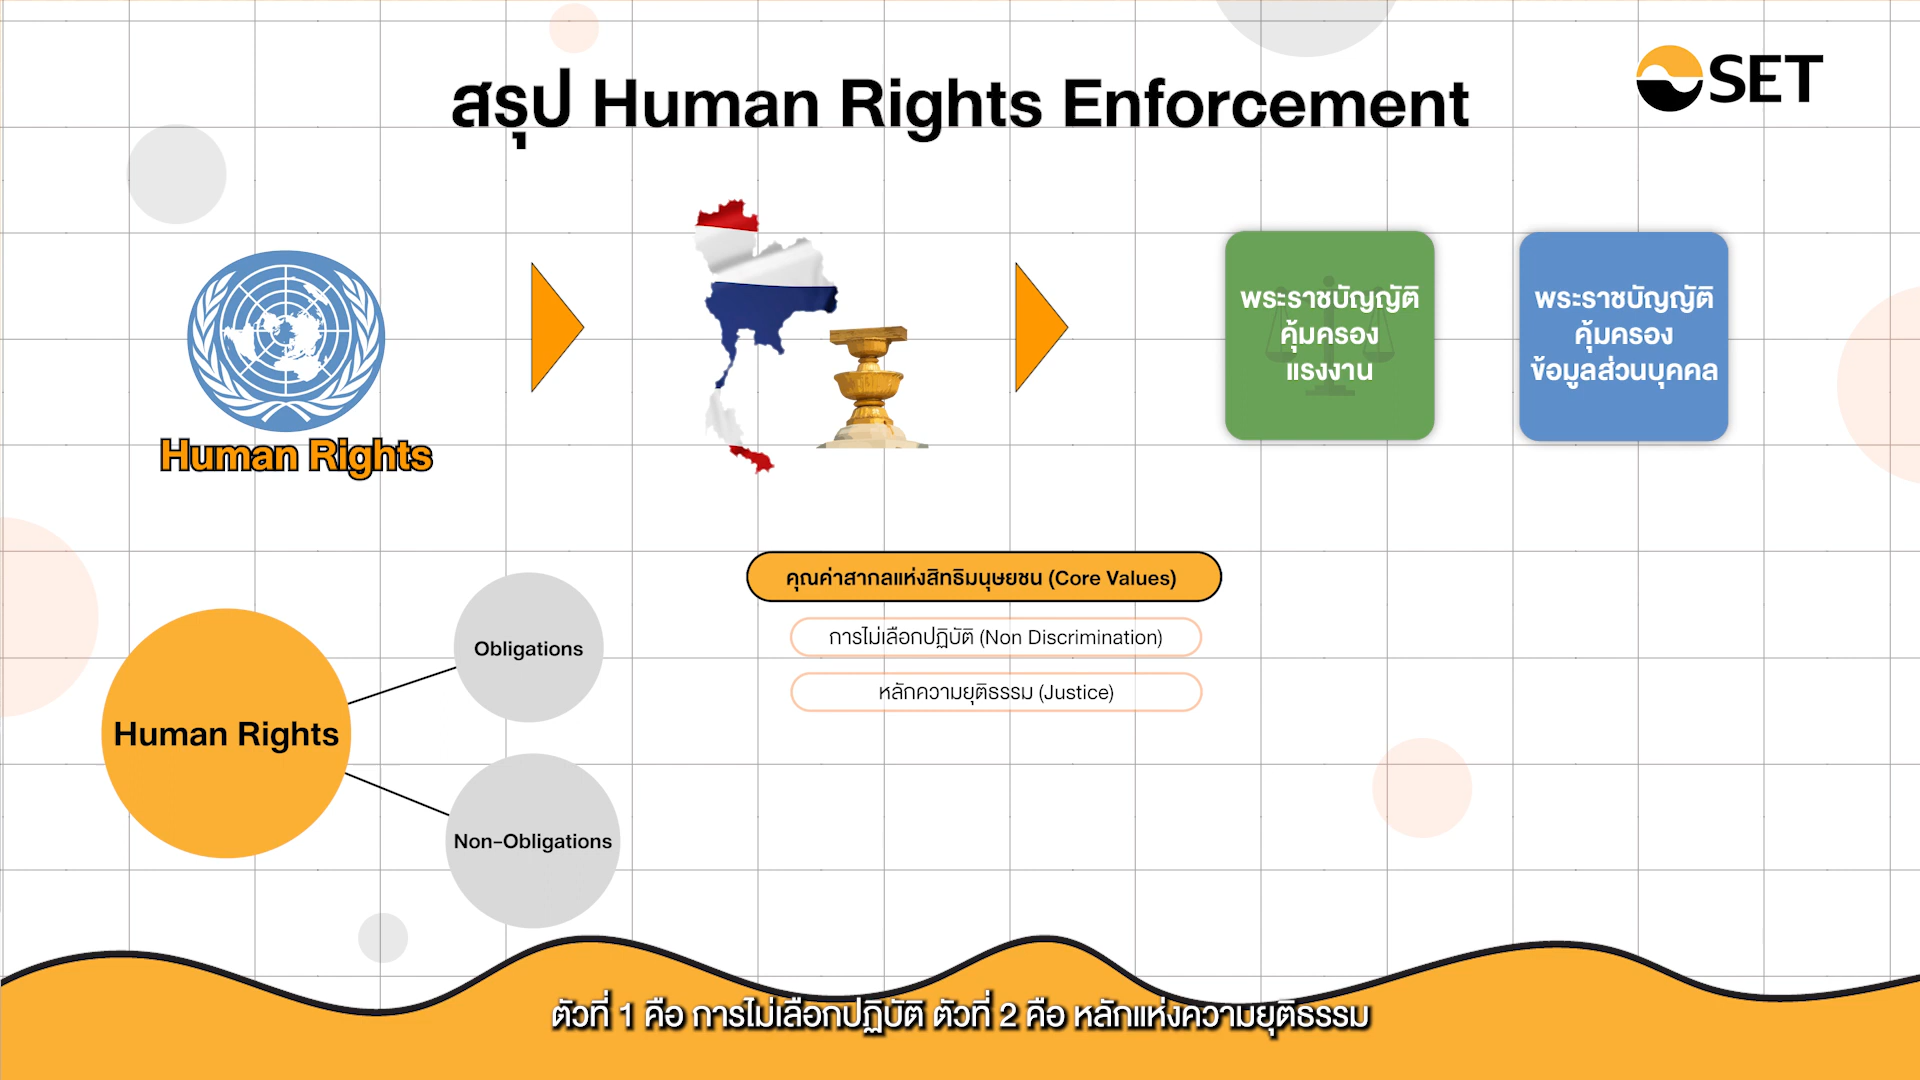 สรุป Human Rights Enforcement
SET
Human Rights
พระราชบัญญัติ
คุ้มครอง
แรงงาน
พระราชบัญญัติ
คุ้มครอง
ข้อมูลส่วนบุคคล
Human Rights
Obligations
Non-Obligations
คุณค่าสากลแห่งสิทธิมนุษยชน (Core Values)
การไม่เลือกปฏิบัติ (Non Discrimination)
หลักความยุติธรรม (Justice)
ตัวที่ 1 คือ การไม่เลือกปฏิบัติ ตัวที่ 2 คือ หลักแห่งความยุติธรรม